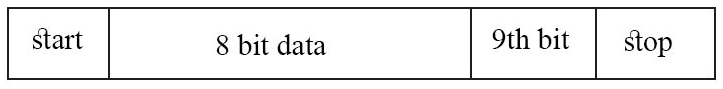 start 8 bit data 9th bit stop